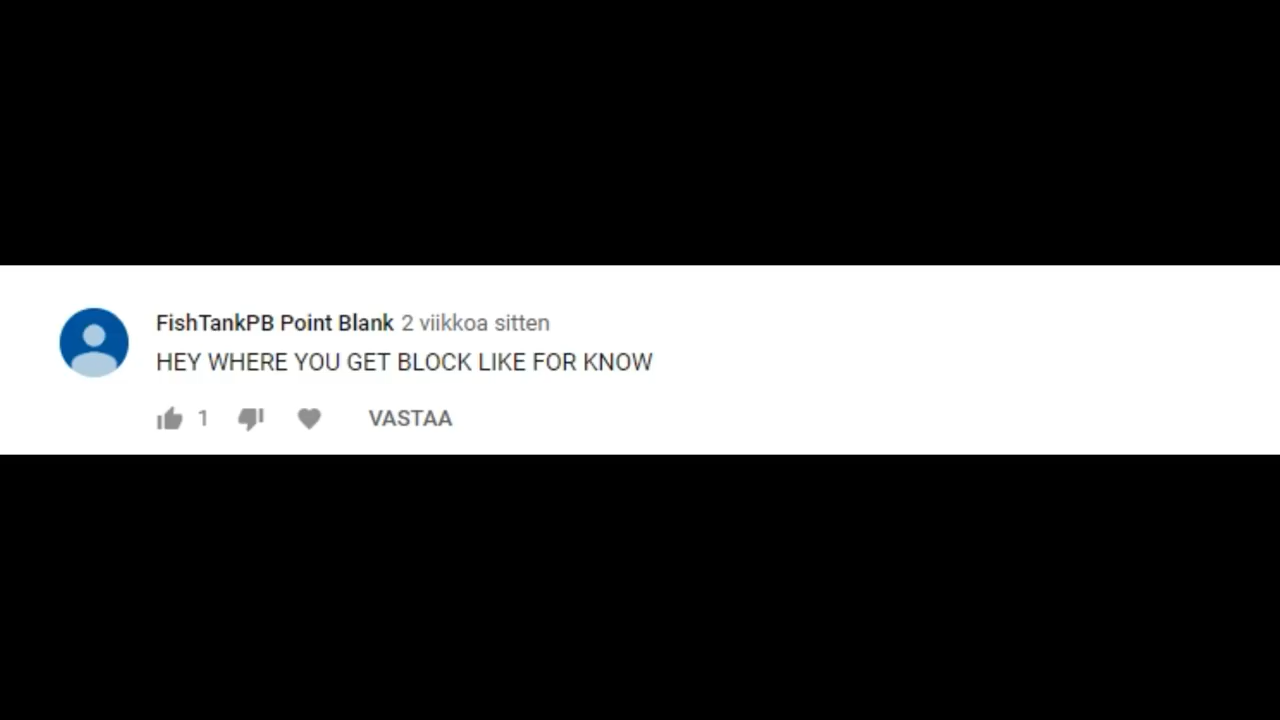 FishTankPB Point Blank 2 viikkoa sitten
HEY WHERE YOU GET BLOCK LIKE FOR KNOW
1 VASTAA